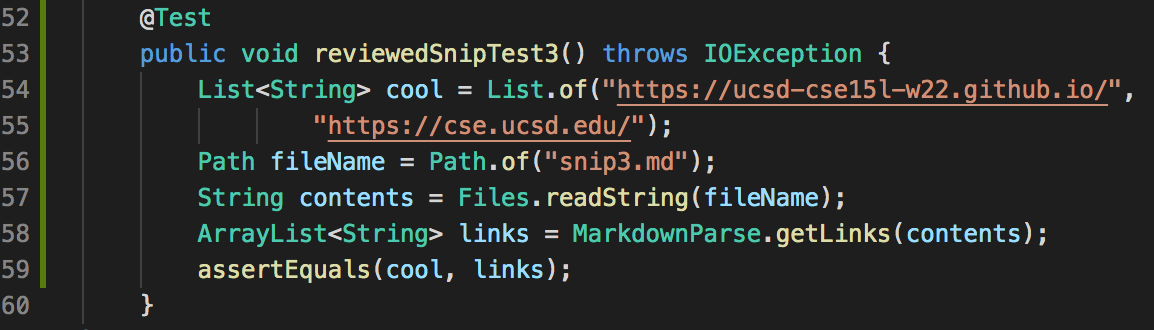 52 @Test
53 public void reviewedSnipTest3() throws IOException {
54 List<String> cool = List.of("https://ucsd-cse15l-w22.github.io/",
55 "https://cse.ucsd.edu/");
56 Path fileName = Path.of("snip3.md");
57 String contents = Files.readString(fileName);
58 ArrayList<String> links = MarkdownParse.getLinks(contents);
59 assertEquals(cool, links);
60 }